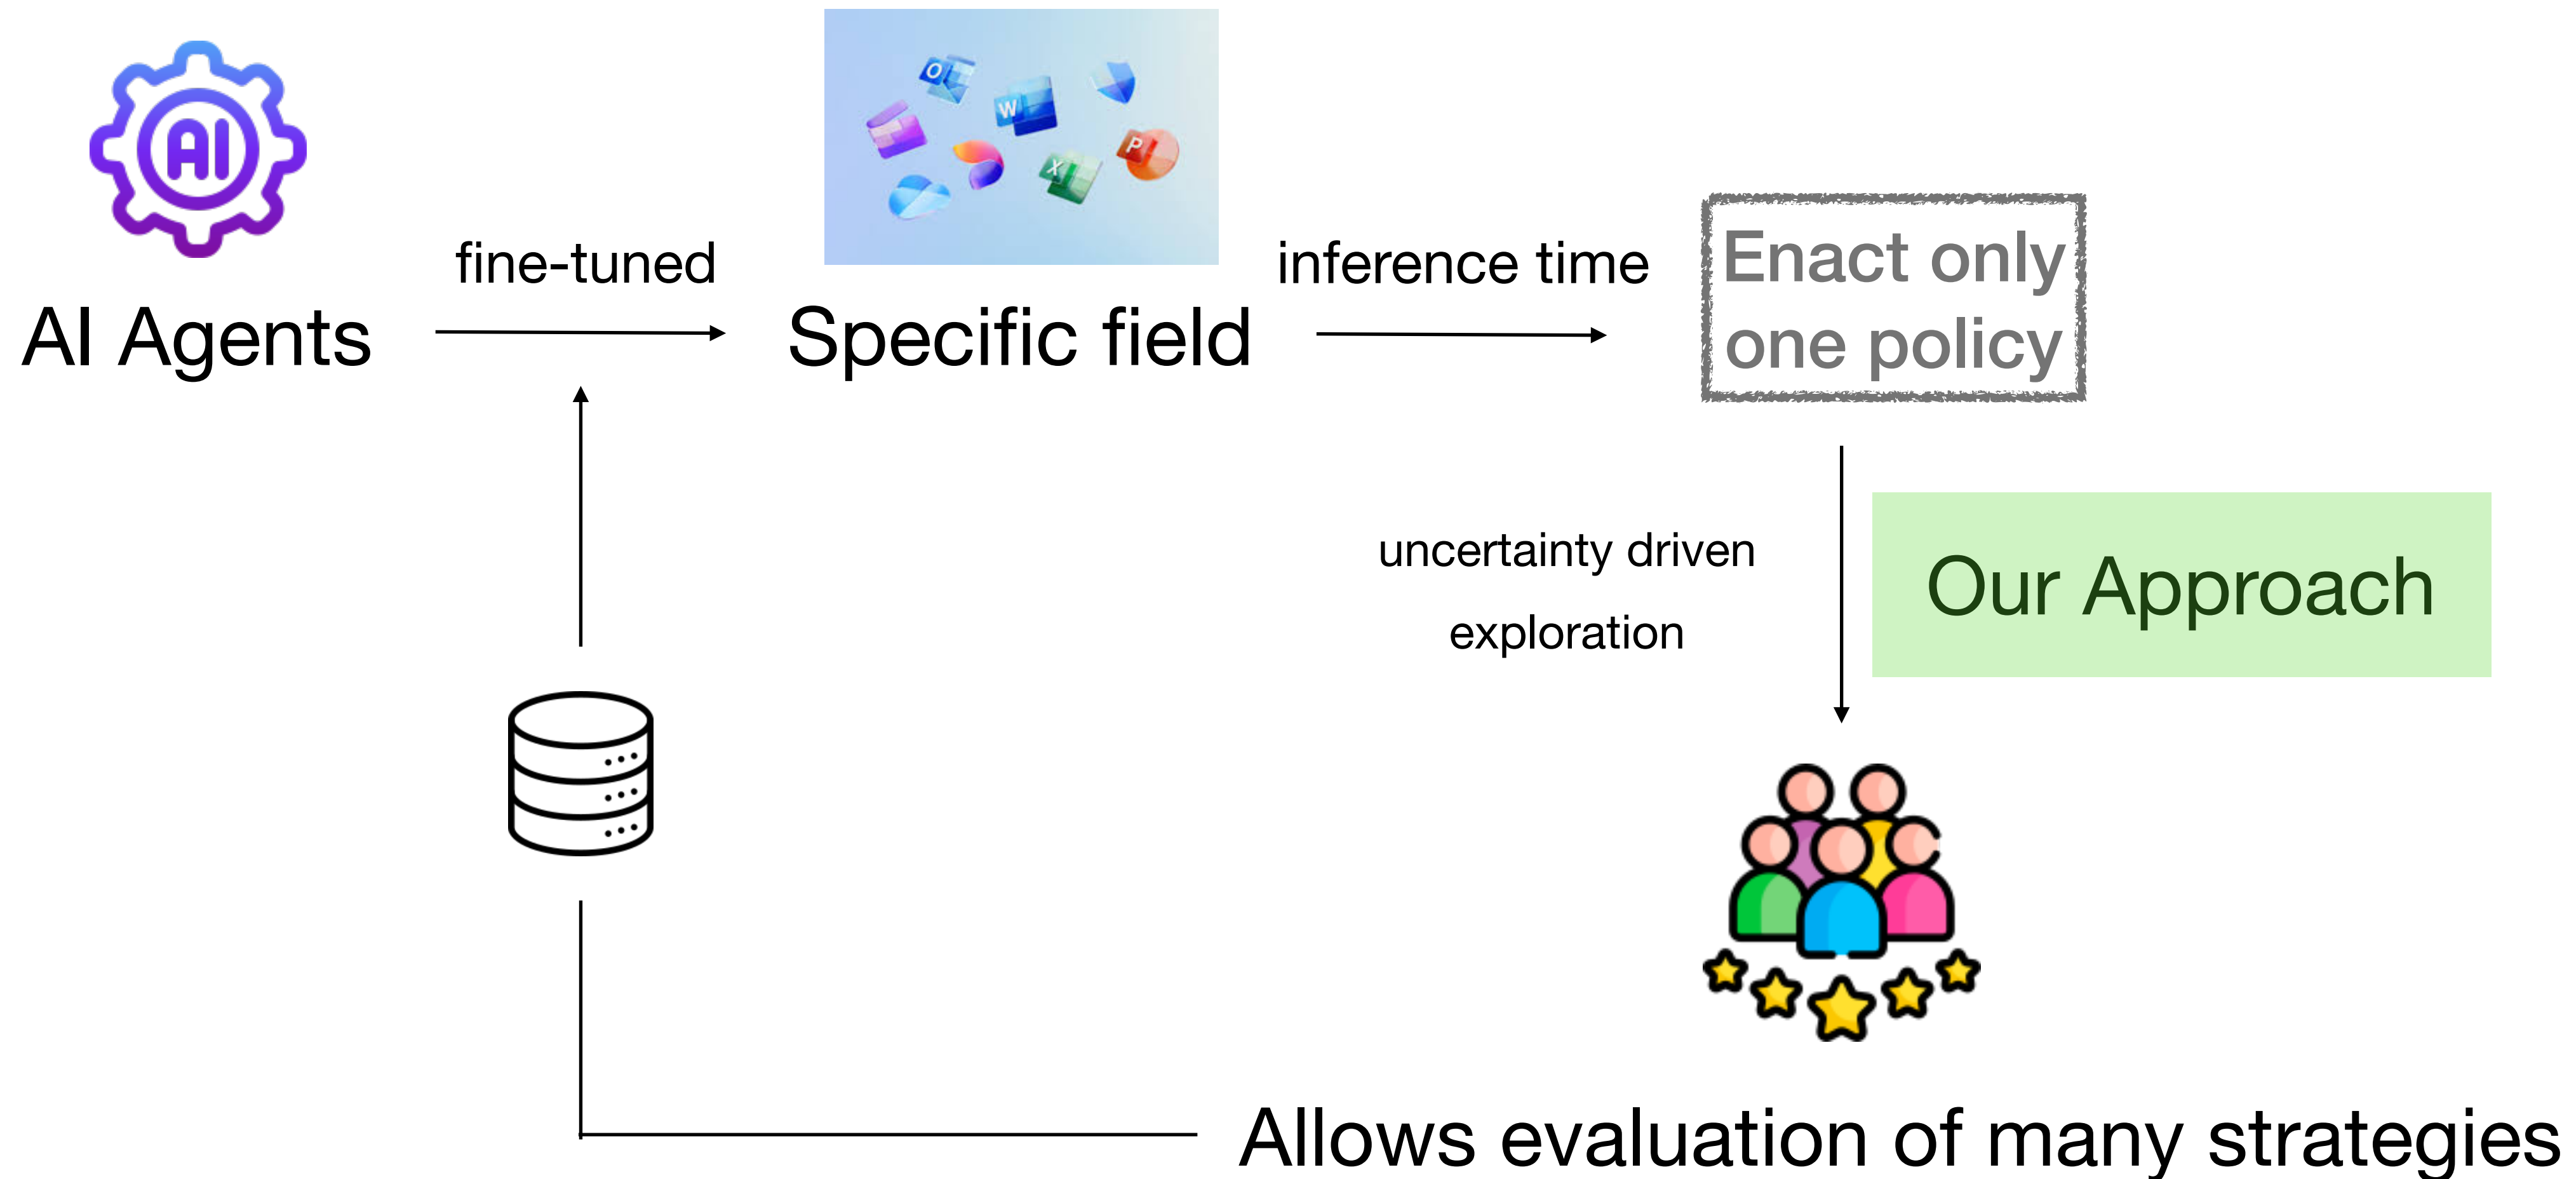 AI
AI Agents
fine-tuned
O
W
X
P
Specific field
inference time
Enact only
one policy
uncertainty driven
exploration
Our Approach
Allows evaluation of many strategies